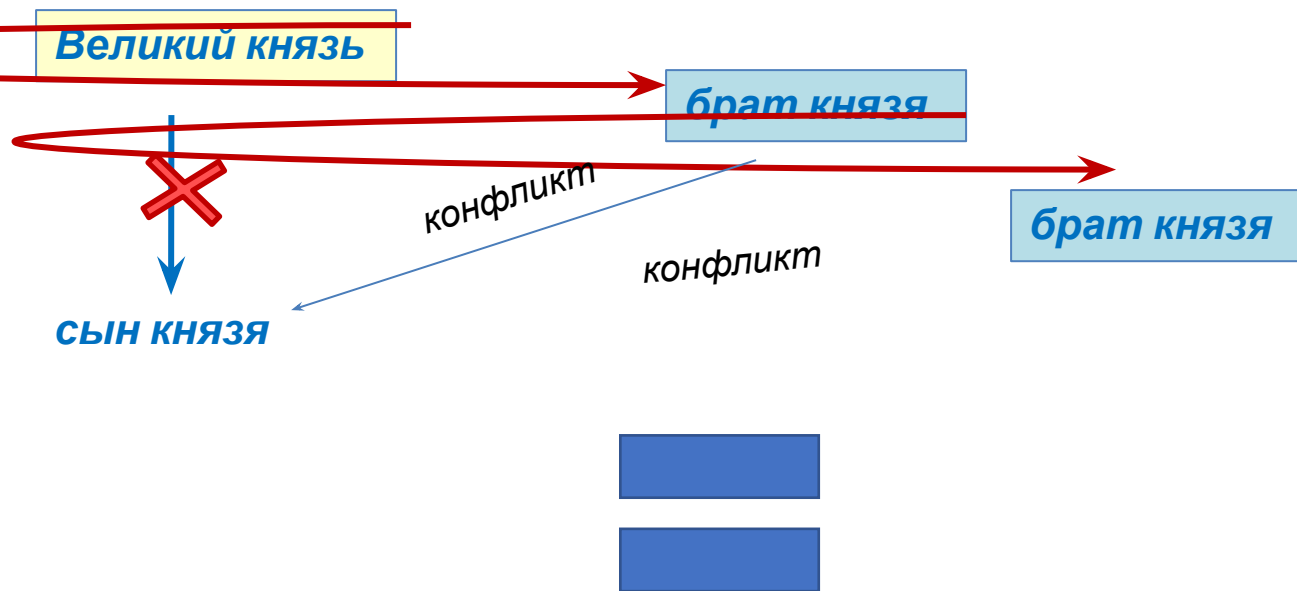 Великий князь
брат князя
конфликт
брат князя
конфликт
сын князя